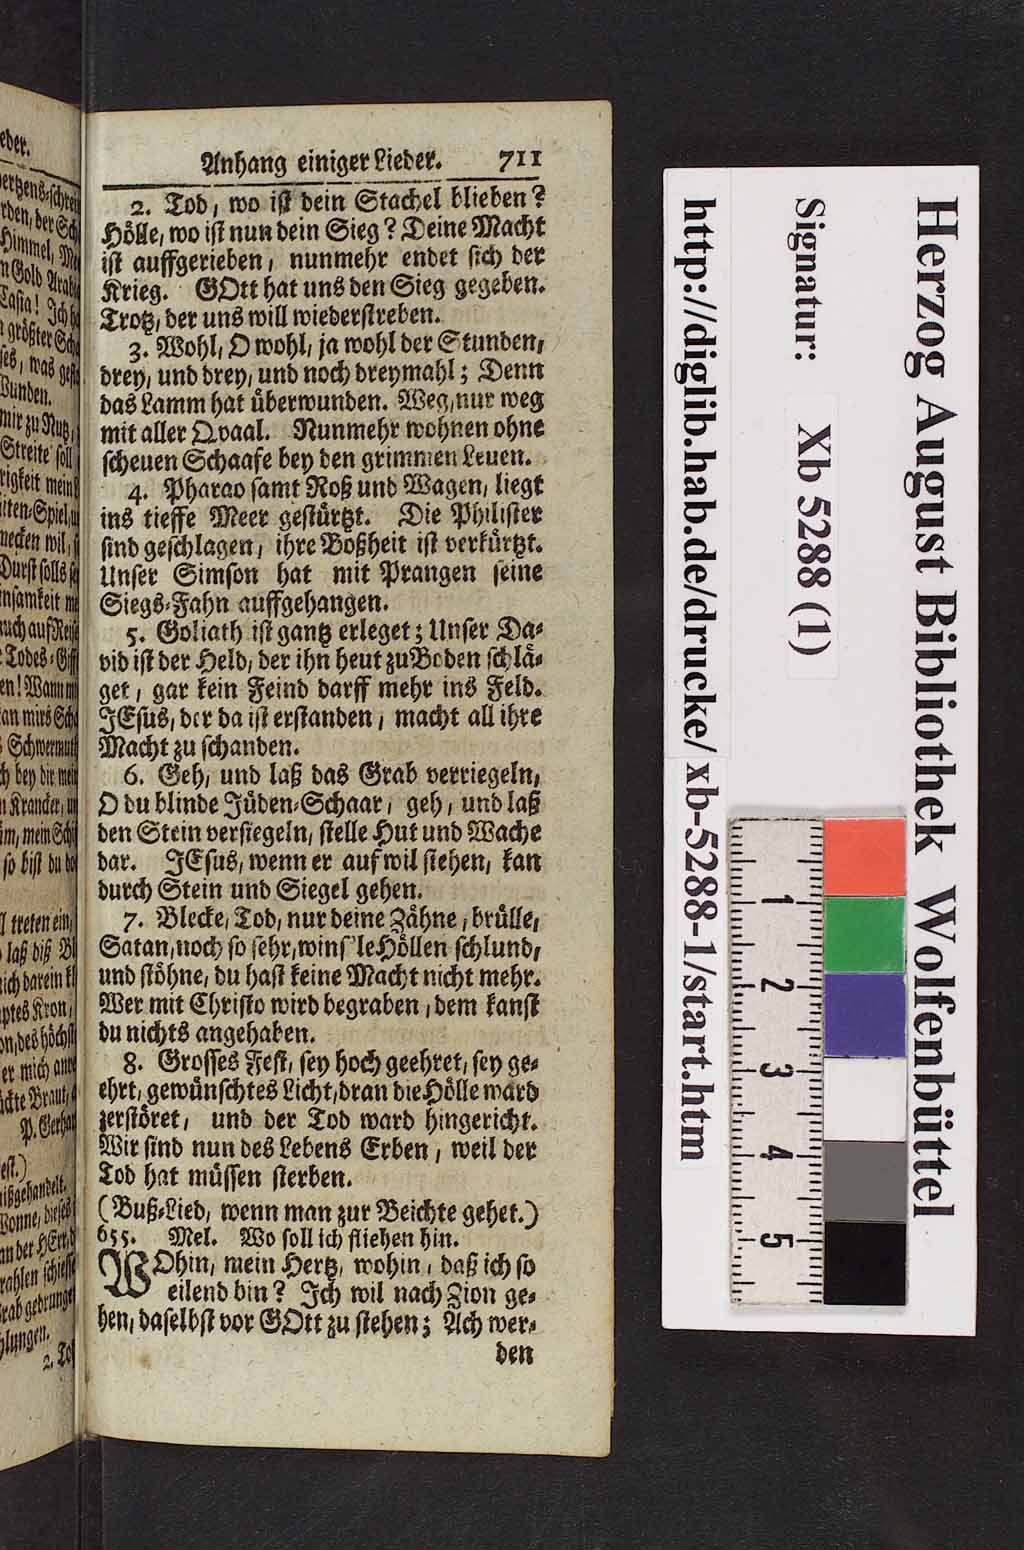 Anhang einiger Lieder. 711
2. Tod, wo ist dein Stachel blieben?
Hölle, wo ist nun dein Sieg? Deine Macht
ist auffgerieben, nunmehr endet sich der
Krieg. GOtt hat uns den Sieg gegeben.
Trotz, der uns will wiederstreben.
3. Wohl, O wohl, ja wohl der Stunden,
drey, und drey, und noch dreymahl; Denn
das Lamm hat überwunden. Weg, nur weg
mit aller Qvaal. Nunmehr wohnen ohne
scheuen Schaafe bey den grimmen Leuen.
4. Pharao samt Roß und Wagen, liegt
ins tieffe Meer gestürtzt. Die Philister
sind geschlagen, ihre Boßheit ist verkürtzt.
Unser Simson hat mit Prangen seine
Siegs-Fahn auffgehangen.
5. Goliath ist gantz erleget; Unser Da-
vid ist der Held, der ihn heut zu Boden schlä-
get, gar kein Feind darff mehr ins Feld.
JEsus, der da ist erstanden, macht all ihre
Macht zu schanden.
6. Geh, und laß das Grab verriegeln,
O du blinde Jüden-Schaar, geh, und laß
den Stein versiegeln, stelle Hut und Wache
dar. JEsus, wenn er auf wil stehen, kan
durch Stein und Siegel gehen.
7. Blecke, Tod, nur deine Zähne, brülle,
Satan, noch so sehr, wins le Höllen schlund,
und stöhne, du hast keine Macht nicht mehr.
Wer mit Christo wird begraben, dem kanst
du nichts angehaben.
8. Grosses Fest, sey hoch geehret, sey ge-
ehrt, gewünschtes Licht, dran die Hölle ward
zerstöret, und der Tod ward hingericht.
Wir sind nun des Lebens Erben, weil der
Tod hat müssen sterben.
(Buß-Lied, wenn man zur Beichte gehet.)
655. Mel. Wo soll ich fliehen hin.
WOhin, mein Hertz, wohin, daß ich so
eilend bin? Ich wil nach Zion ge-
hen, daselbst vor GOtt zu stehen; Ach wer-
den
Herzog August Bibliothek Wolfenbüttel
Signatur: Xb 5288 (1)
http://diglib.hab.de/drucke/ xb-5288-1/start.htm
1 2 3 4 5